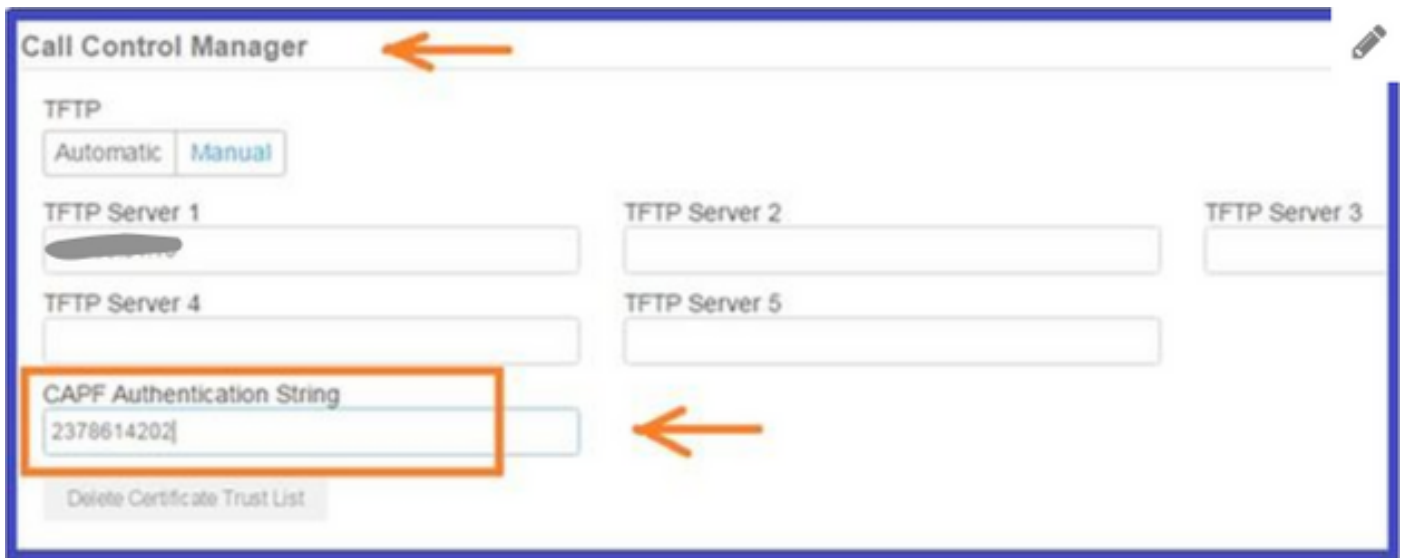 Call Control Manager
TFTP
Automatic Manual
TFTP Server 1 TFTP Server 2 TFTP Server 3
TFTP Server 4 TFTP Server 5
CAPF Authentication String
2378614202
Delete Certificate Trust List